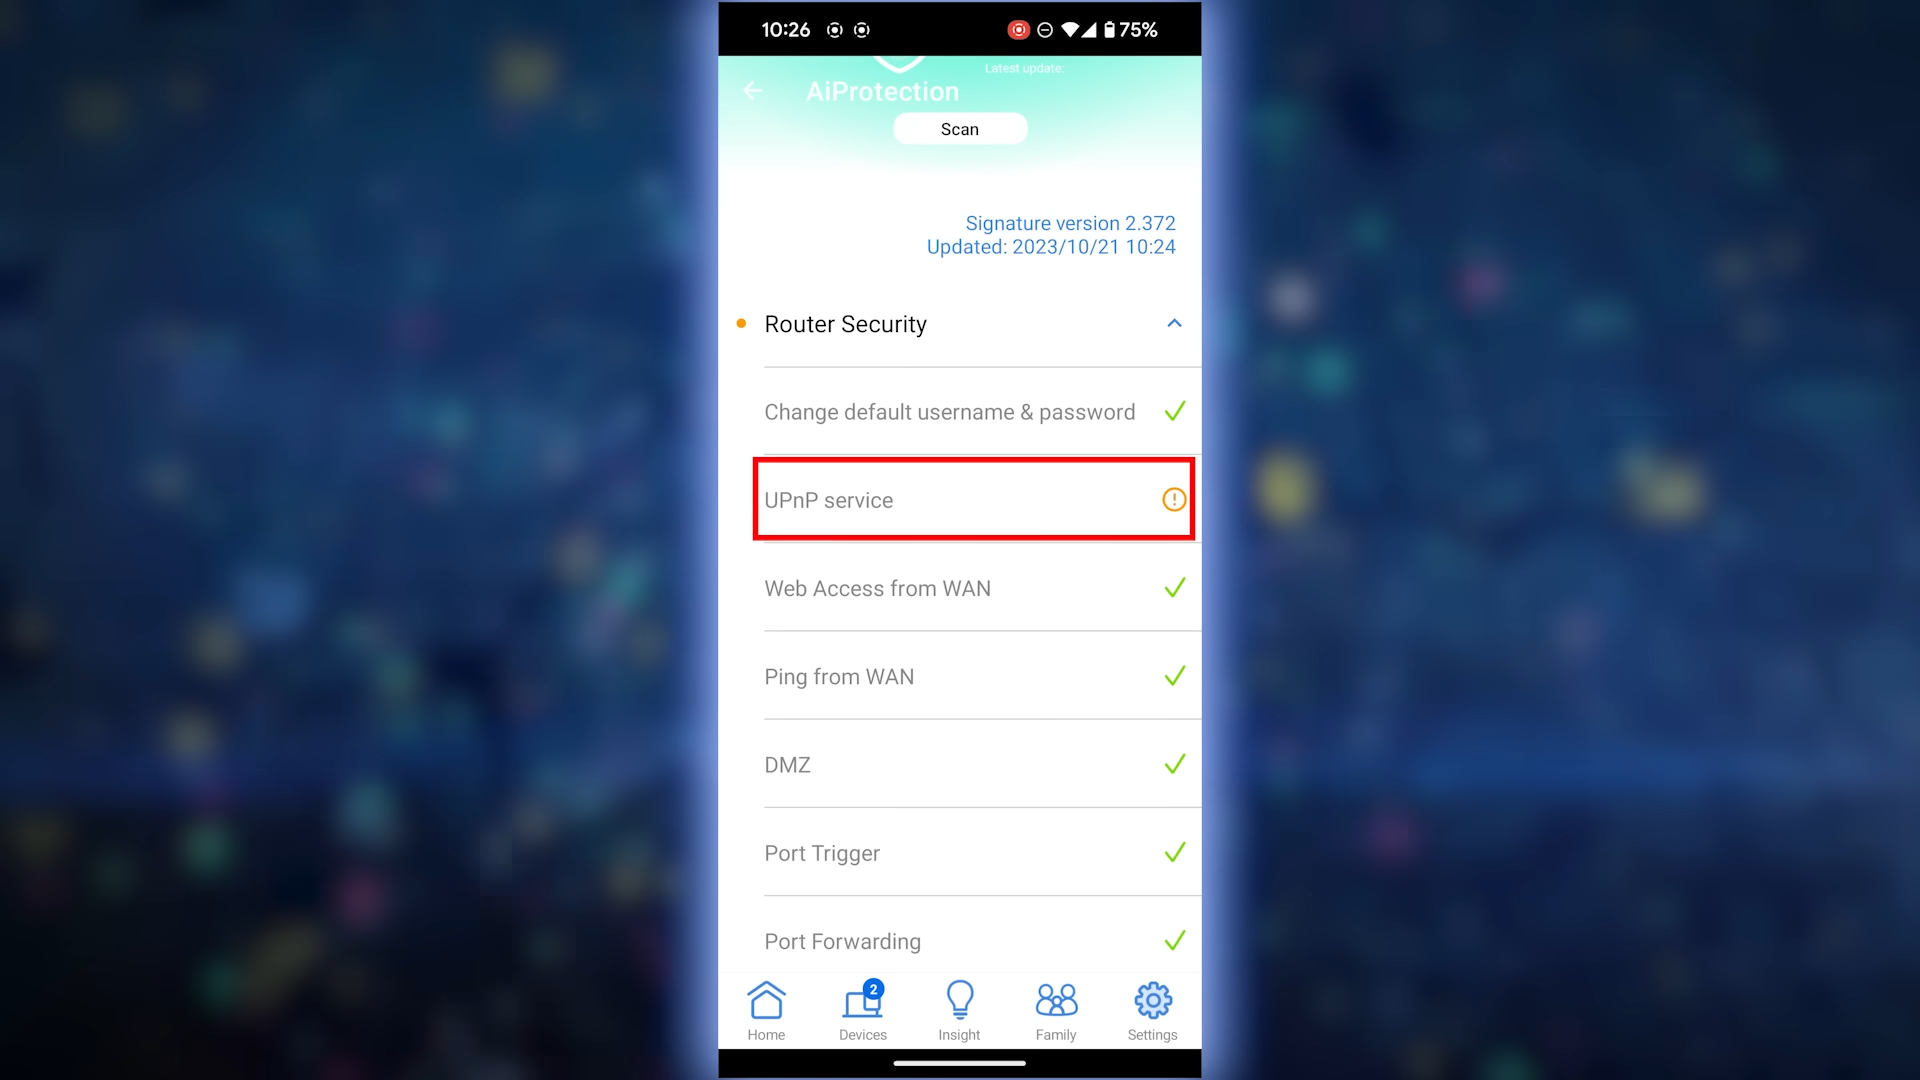 10:26
75%
Latest update:
AiProtection
Scan
Signature version 2.372
Updated: 2023/10/21 10:24
Router Security
Change default username & password
UPnP service
Web Access from WAN
Ping from WAN
DMZ
Port Trigger
Port Forwarding
2
Home
Devices
Insight
Family
Settings